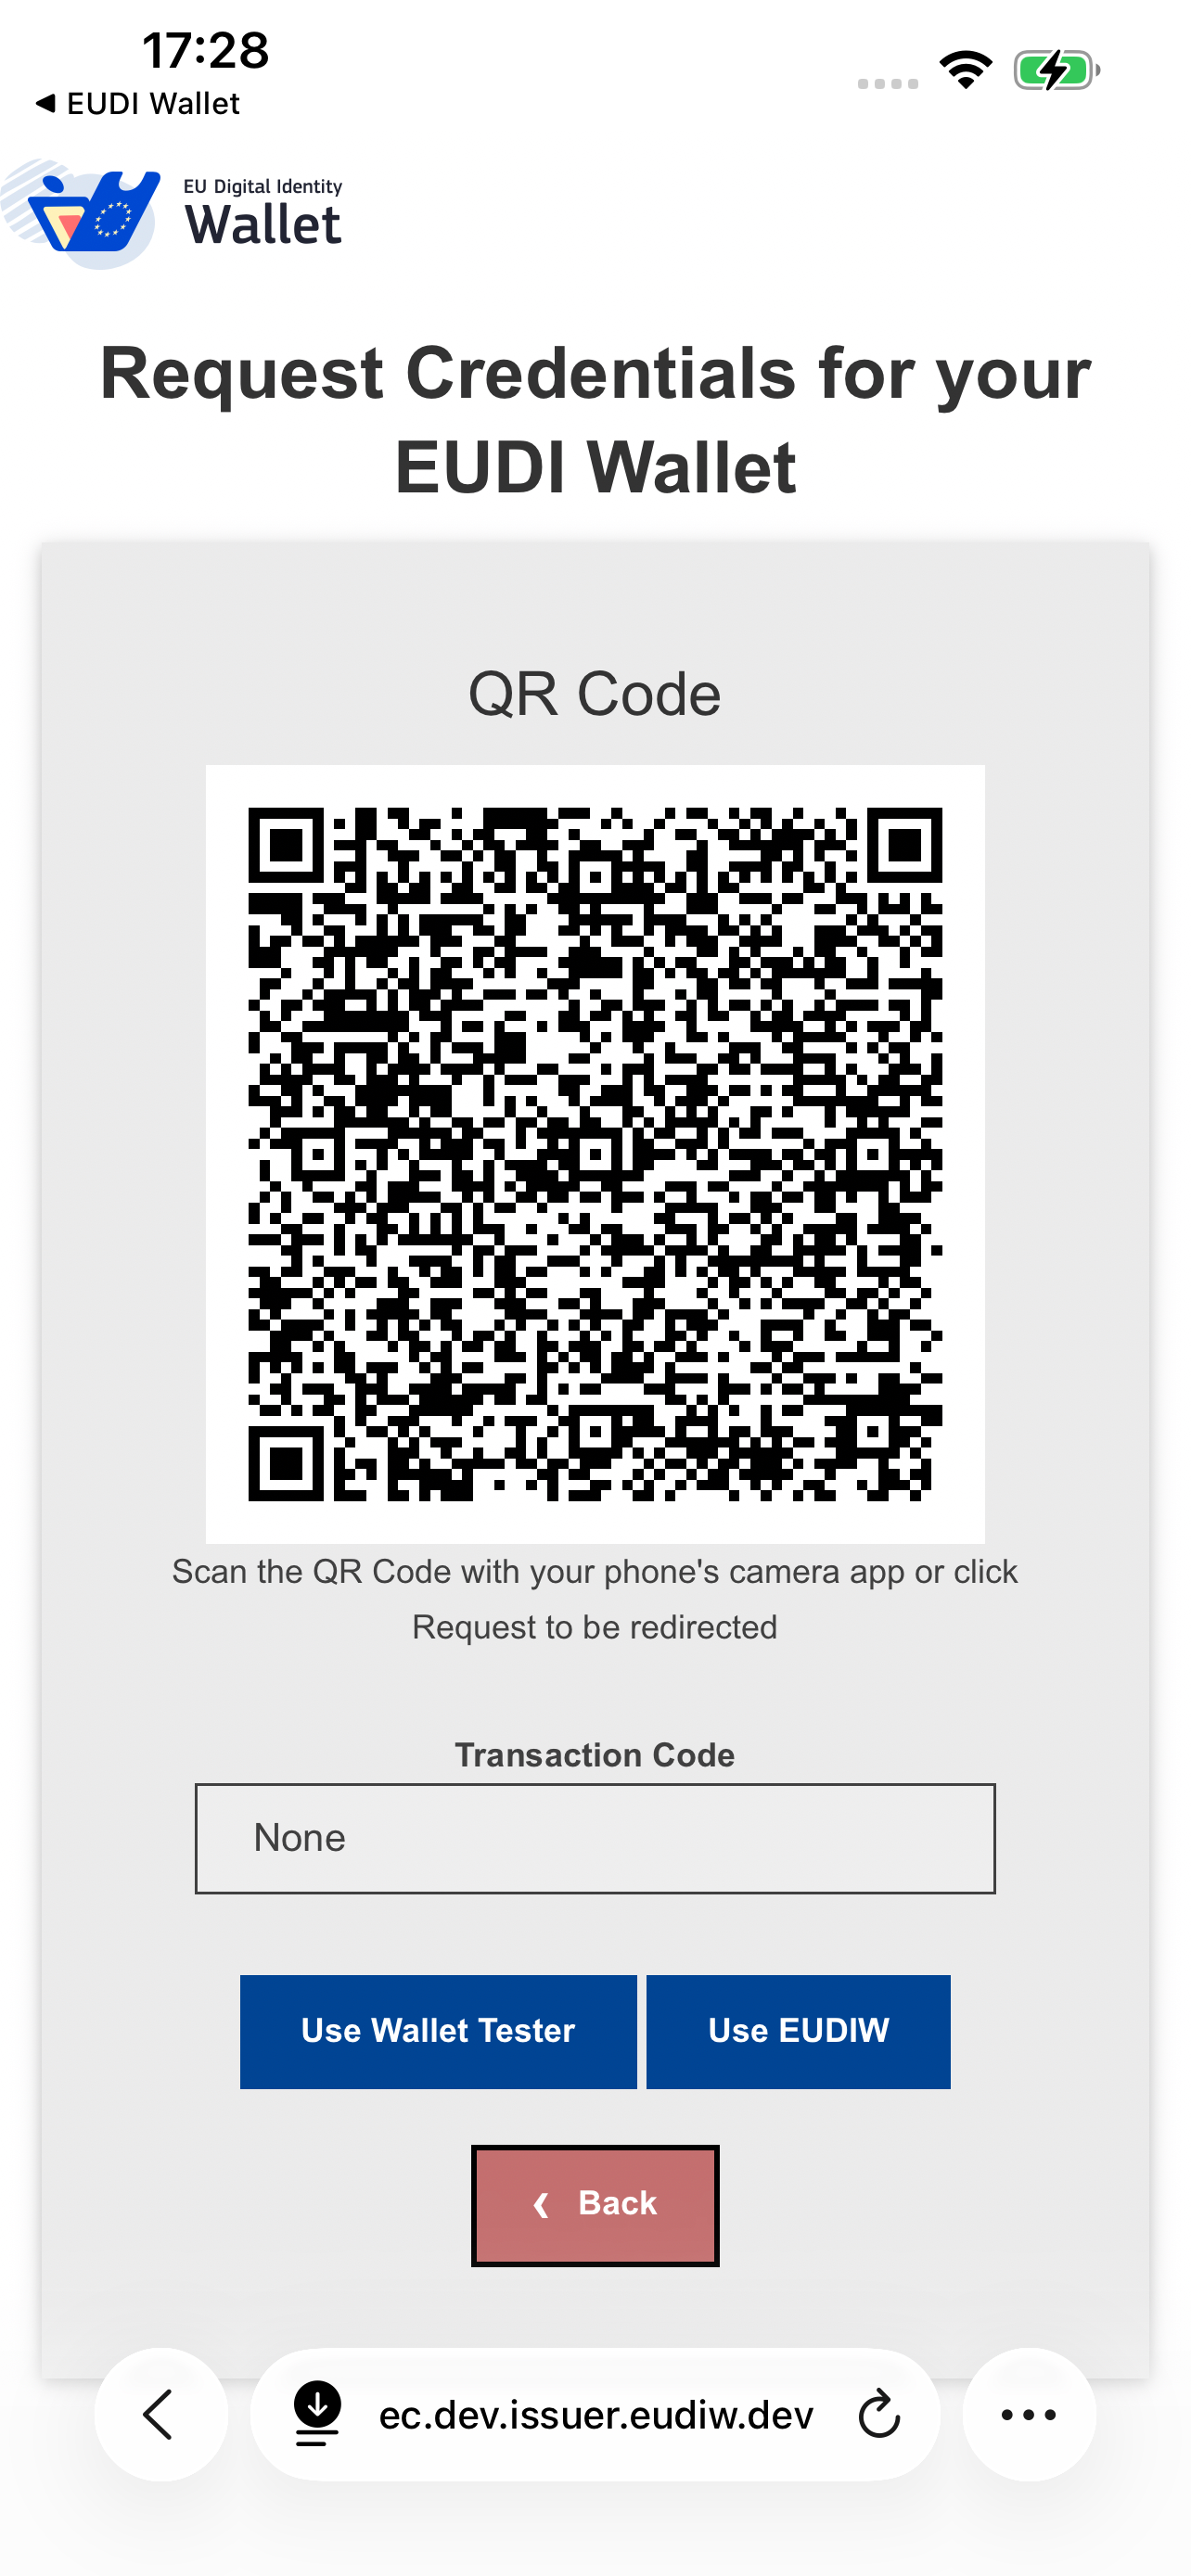 17:28
◀ EUDI Wallet
EU Digital Identity
Wallet
Request Credentials for your
EUDI Wallet
QR Code
Scan the QR Code with your phone's camera app or click
Request to be redirected
Transaction Code
None
Use Wallet Tester
Use EUDIW
‹ Back
ec.dev.issuer.eudiw.dev